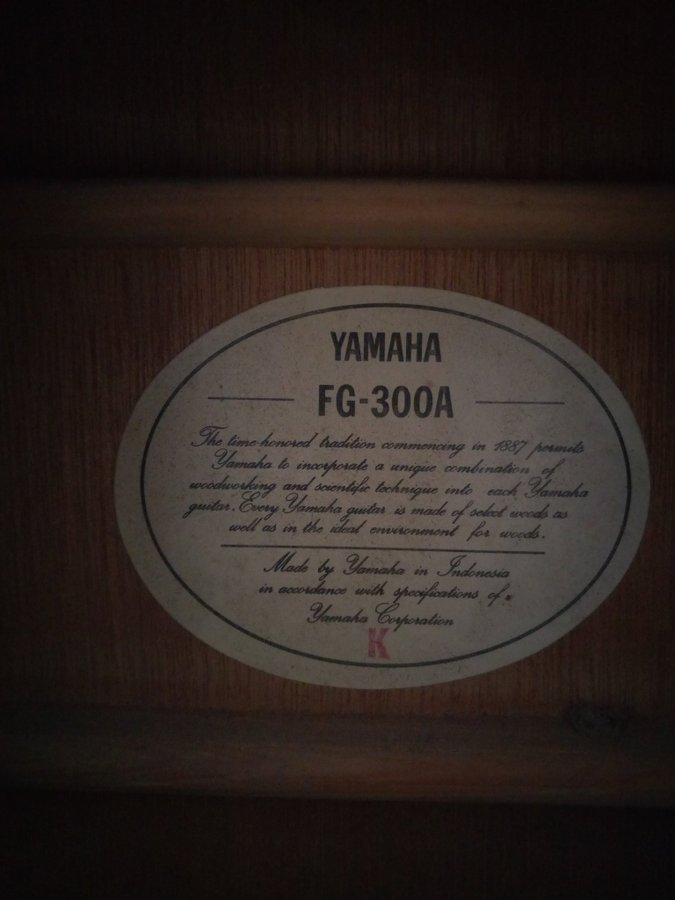 YAMAHA
FG-300A
The time-honored tradition commencing in 1887 permits
Yamaha to incorporate a unique combination of
woodworking and scientific technique into each Yamaha
guitar. Every Yamaha guitar is made of select woods as
well as in the ideal environment for woods.
Made by Yamaha in Indonesia
in accordance with specifications of
Yamaha Corporation
K